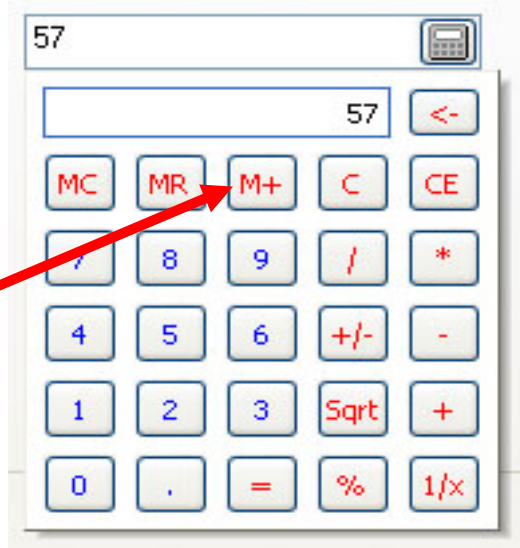 57
57 <-
MC MR M+ C CE
7 8 9 / *
4 5 6 +/- -
1 2 3 Sqrt +
0 . = % 1/x